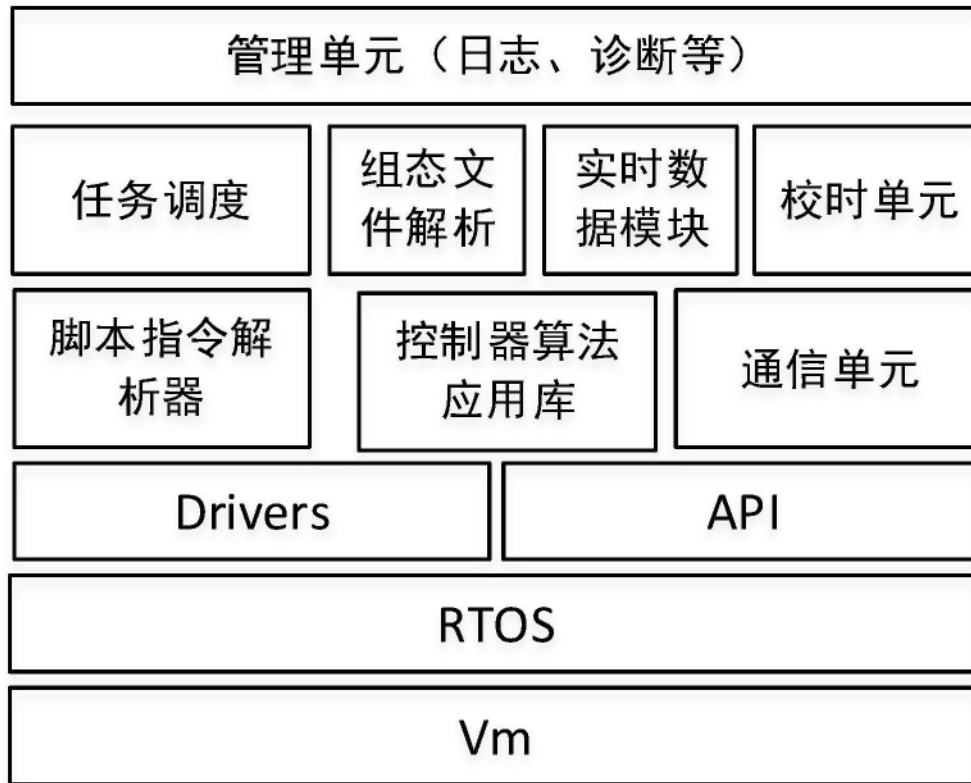 管理单元（日志、诊断等）
任务调度
组态文
件解析
实时数
据模块
校时单元
脚本指令解
析器
控制器算法
应用库
通信单元
Drivers
API
RTOS
Vm